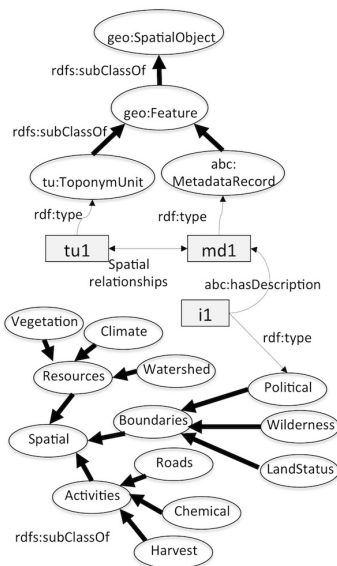 geo:SpatialObject
rdfs:subClassOf
geo:Feature
rdfs:subClassOf
tu:ToponymUnit
abc:
MetadataRecord
rdf:type
rdf:type
tu1
md1
Spatial
relationships
abc:hasDescription
i1
rdf:type
Vegetation
Climate
Resources
Watershed
Political
Boundaries
Wilderness
Spatial
Roads
LandStatus
Activities
Chemical
rdfs:subClassOf
Harvest